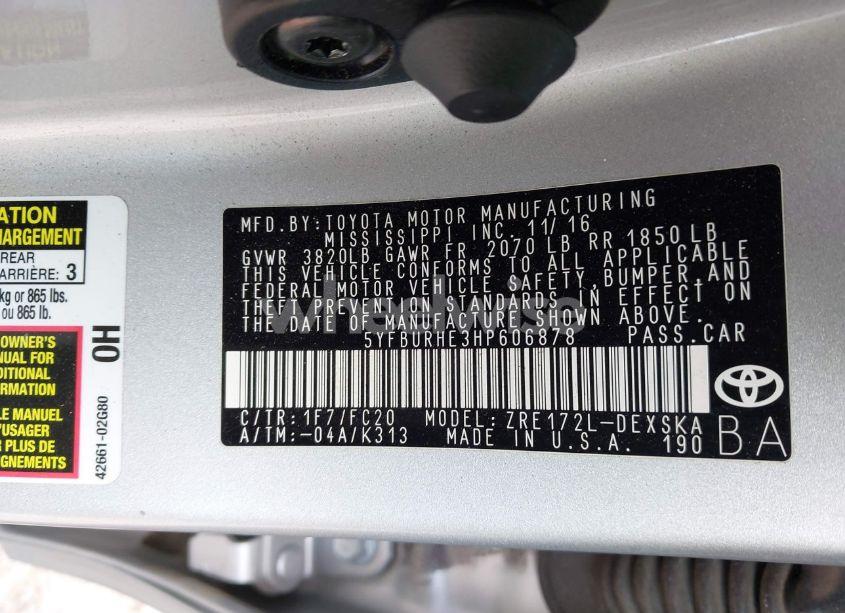 MFD.BY:TOYOTA MOTOR MANUFACTURING
MISSISSIPPI INC. 11/16
GVWR 3820LB GAWR FR 2070 LB RR 1850LB
THIS VEHICLE CONFORMS TO ALL APPLICABLE
FEDERAL MOTOR VEHICLE SAFETY,BUMPER,AND
THEFT PREVENTION STANDARDS IN EFFECT ON
THE DATE OF MANUFACTURE SHOWN ABOVE.
5YFBURHE3HP606878 PASS.CAR
C/TR:1F7/FC20 MODEL:ZRE172L-DEXSKA
A/TM:-04A/K313 MADE IN U.S.A. 190
BA
ATION
HARGEMENT
REAR
ARRIÈRE: 3
kg or 865 lbs.
ou 865 lb.
OWNER'S
NUAL FOR
DITIONAL
FORMATION
LE MANUEL
'USAGER
R PLUS DE
GNEMENTS
OH
42661-02G80